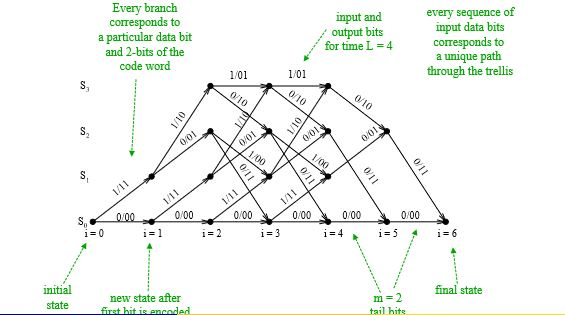 Every branch
corresponds to
a particular data bit
and 2-bits of the
code word
input and
output bits
for time L = 4
every sequence of
input data bits
corresponds to
a unique path
through the trellis
1/01
1/01
S3
0/10
0/10
0/10
1/10
1/10
1/10
S2
0/01
0/01
0/01
0/01
1/00
1/00
S1
0/11
0/11
0/11
0/11
1/11
1/11
1/11
1/11
S0
0/00
0/00
0/00
0/00
0/00
0/00
i = 0
i = 1
i = 2
i = 3
i = 4
i = 5
i = 6
initial
state
new state after
first bit is encoded
m = 2
tail bits
final state